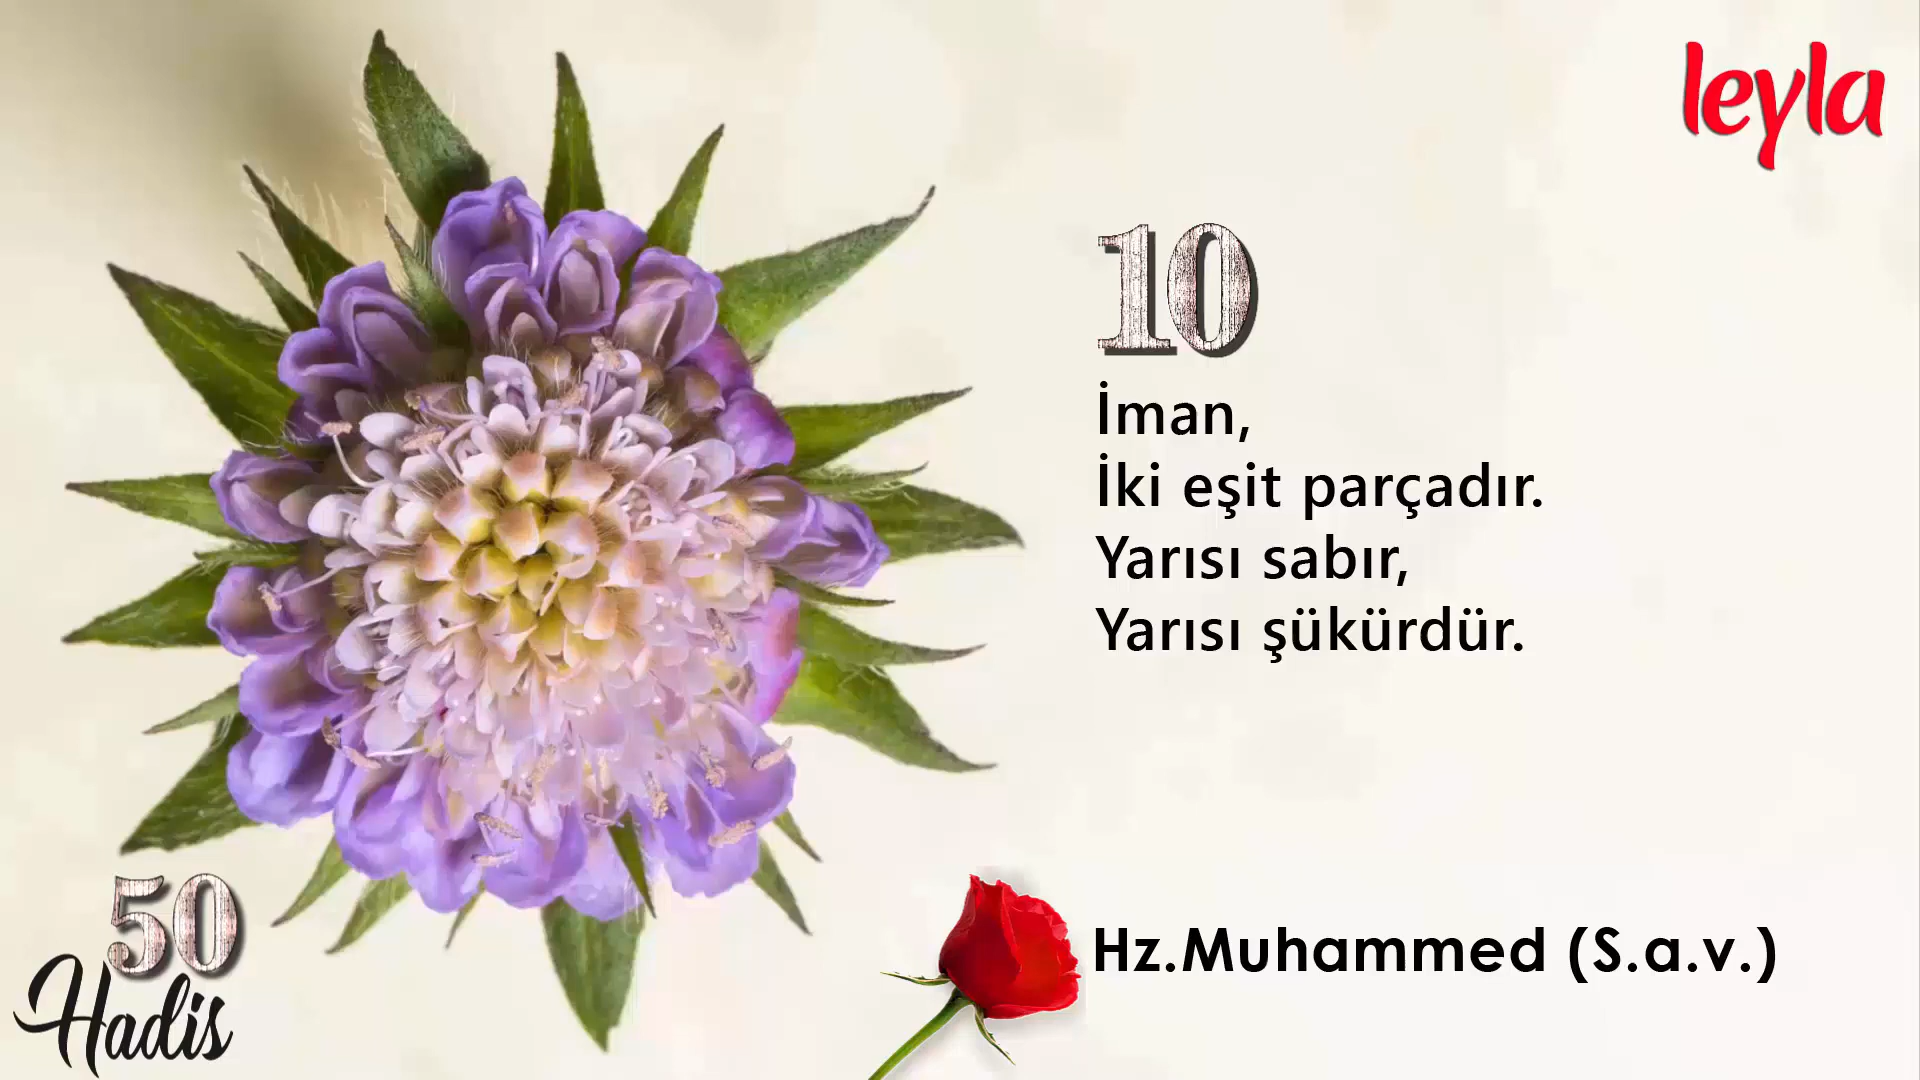 leyla
10
İman,
İki eşit parçadır.
Yarısı sabır,
Yarısı şükürdür.
Hz.Muhammed (S.a.v.)
50
Hadis